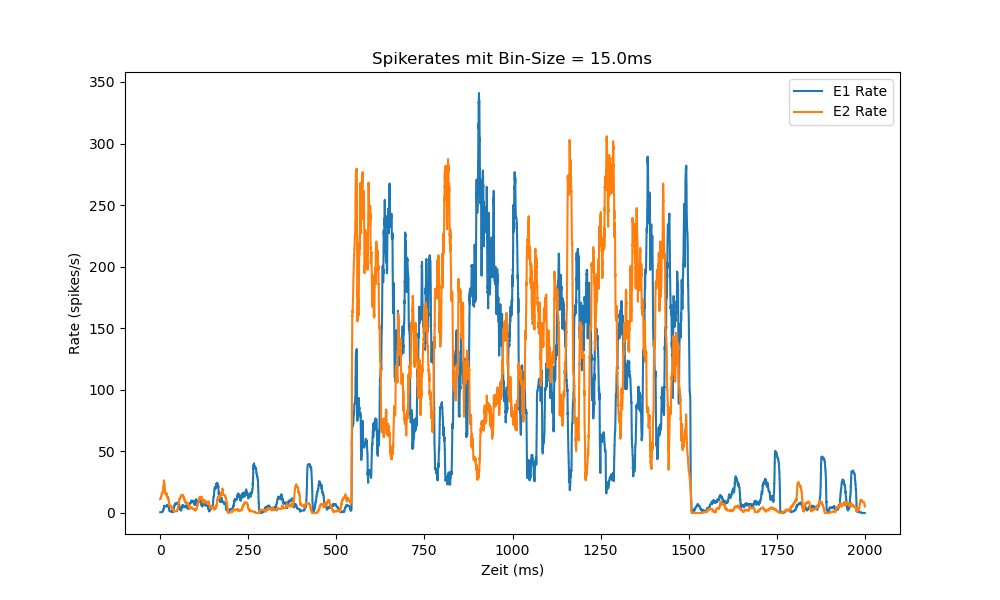 Spikerates mit Bin-Size = 15.0ms
E1 Rate
E2 Rate
350
300
250
200
150
100
50
0
Rate (spikes/s)
0 250 500 750 1000 1250 1500 1750 2000
Zeit (ms)